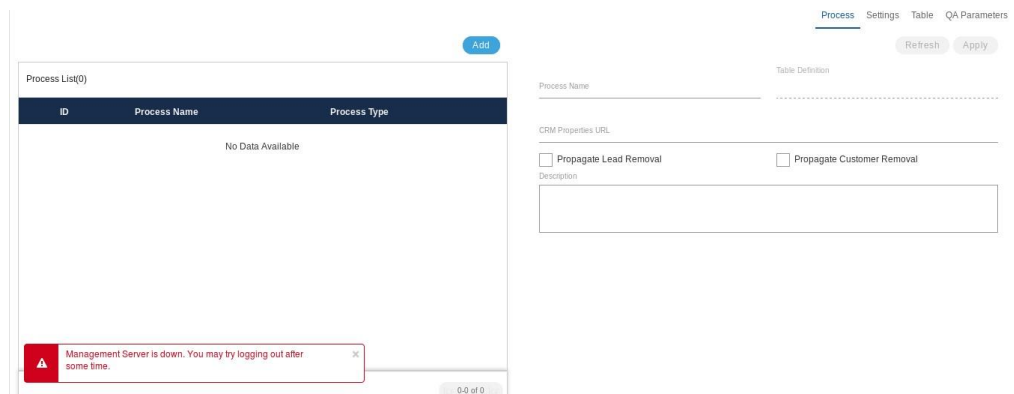 Process Settings Table QA Parameters
Add
Refresh Apply
Process List(0)
ID Process Name Process Type
No Data Available
Table Definition
Process Name
CRM Properties URL
Propagate Lead Removal
Propagate Customer Removal
Description
Management Server is down. You may try logging out after
some time.
×
0-0 of 0